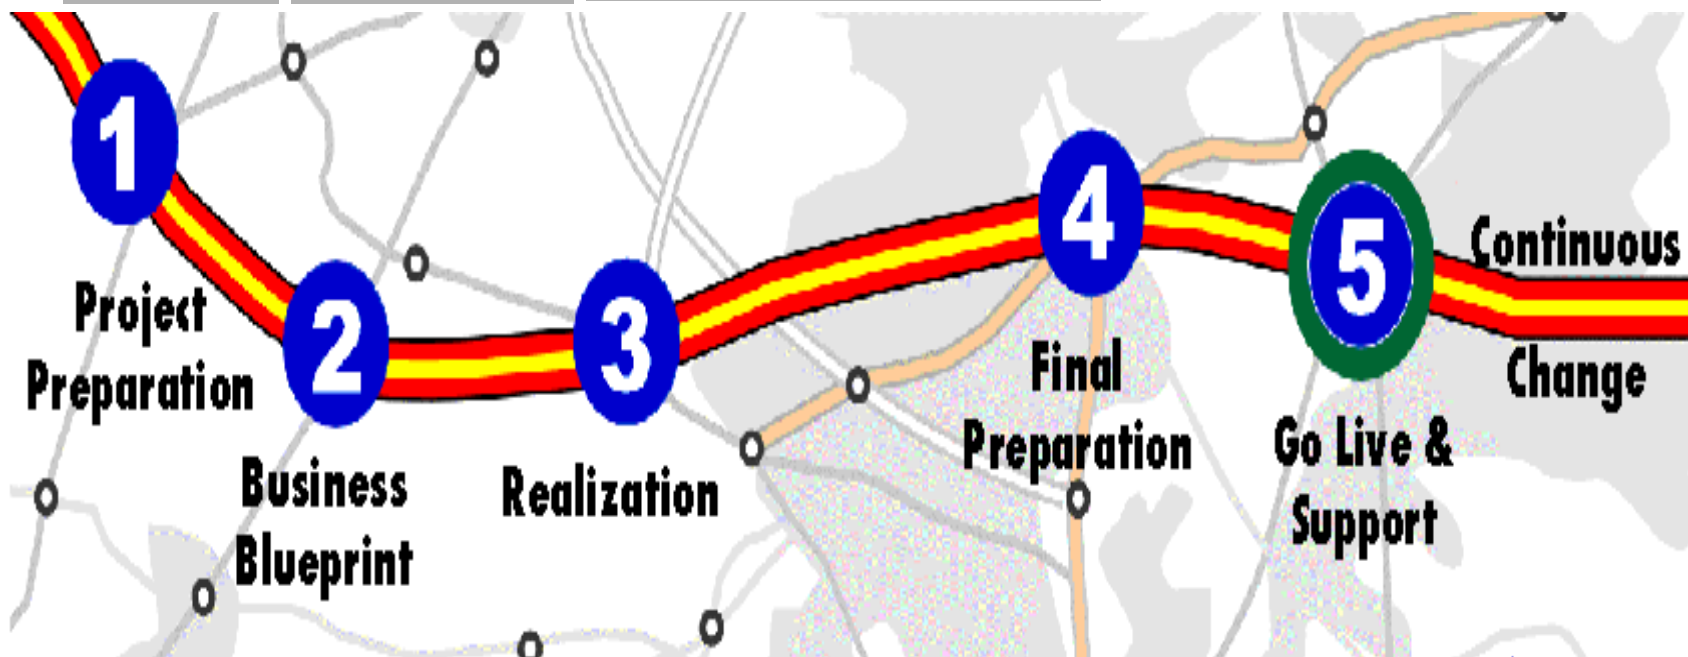 1
Project
Preparation
2
Business
Blueprint
3
Realization
4
Final
Preparation
5
Go Live &
Support
Continuous
Change